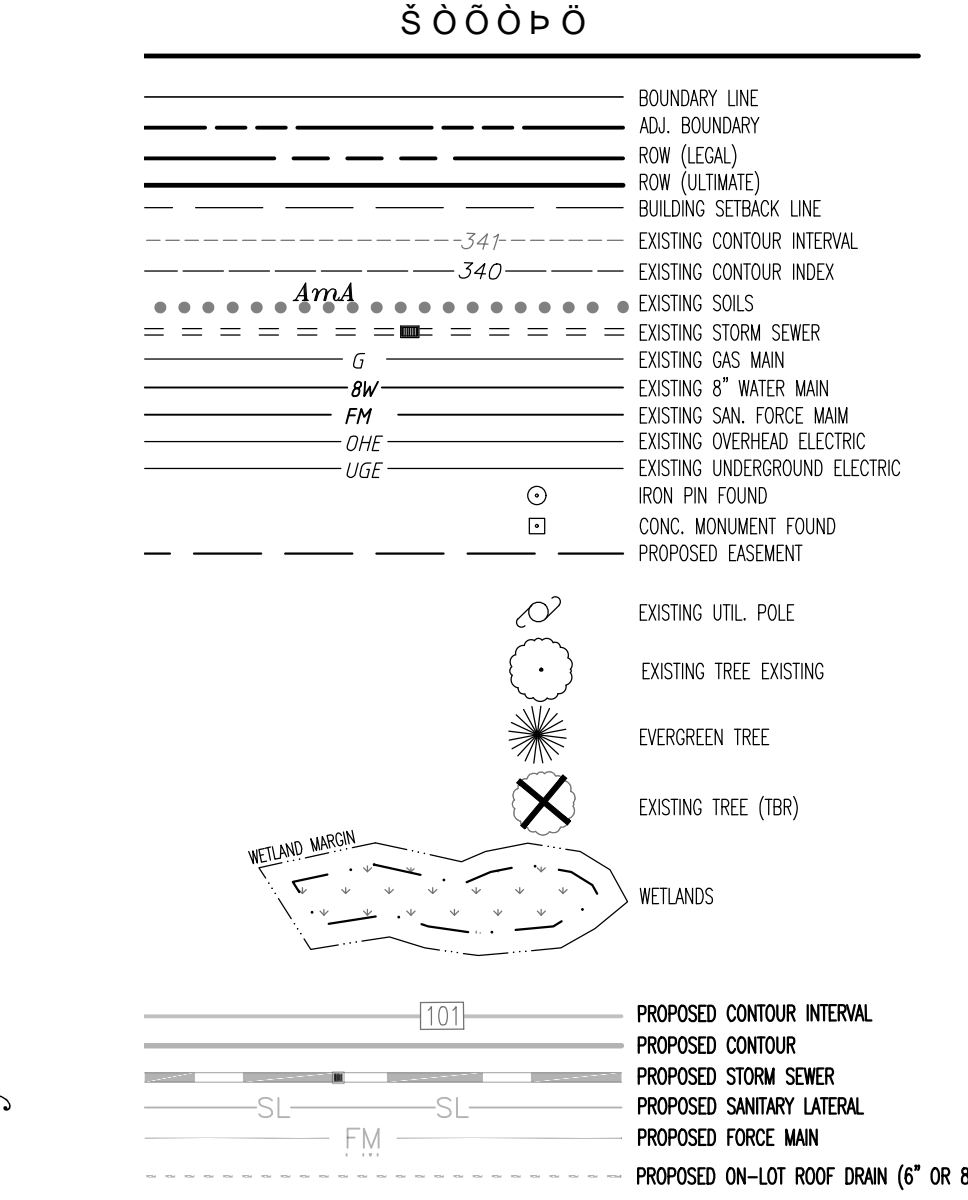 ŠÒÕÒÞÖ
BOUNDARY LINE
ADJ. BOUNDARY
ROW (LEGAL)
ROW (ULTIMATE)
BUILDING SETBACK LINE
341 EXISTING CONTOUR INTERVAL
340 EXISTING CONTOUR INDEX
AmA EXISTING SOILS
EXISTING STORM SEWER
G EXISTING GAS MAIN
8W EXISTING 8" WATER MAIN
FM EXISTING SAN. FORCE MAIM
OHE EXISTING OVERHEAD ELECTRIC
UGE EXISTING UNDERGROUND ELECTRIC
IRON PIN FOUND
CONC. MONUMENT FOUND
PROPOSED EASEMENT
EXISTING UTIL. POLE
EXISTING TREE EXISTING
EVERGREEN TREE
EXISTING TREE (TBR)
WETLAND MARGIN
WETLANDS
101 PROPOSED CONTOUR INTERVAL
PROPOSED CONTOUR
PROPOSED STORM SEWER
SL SL PROPOSED SANITARY LATERAL
FM PROPOSED FORCE MAIN
PROPOSED ON-LOT ROOF DRAIN (6" OR 8